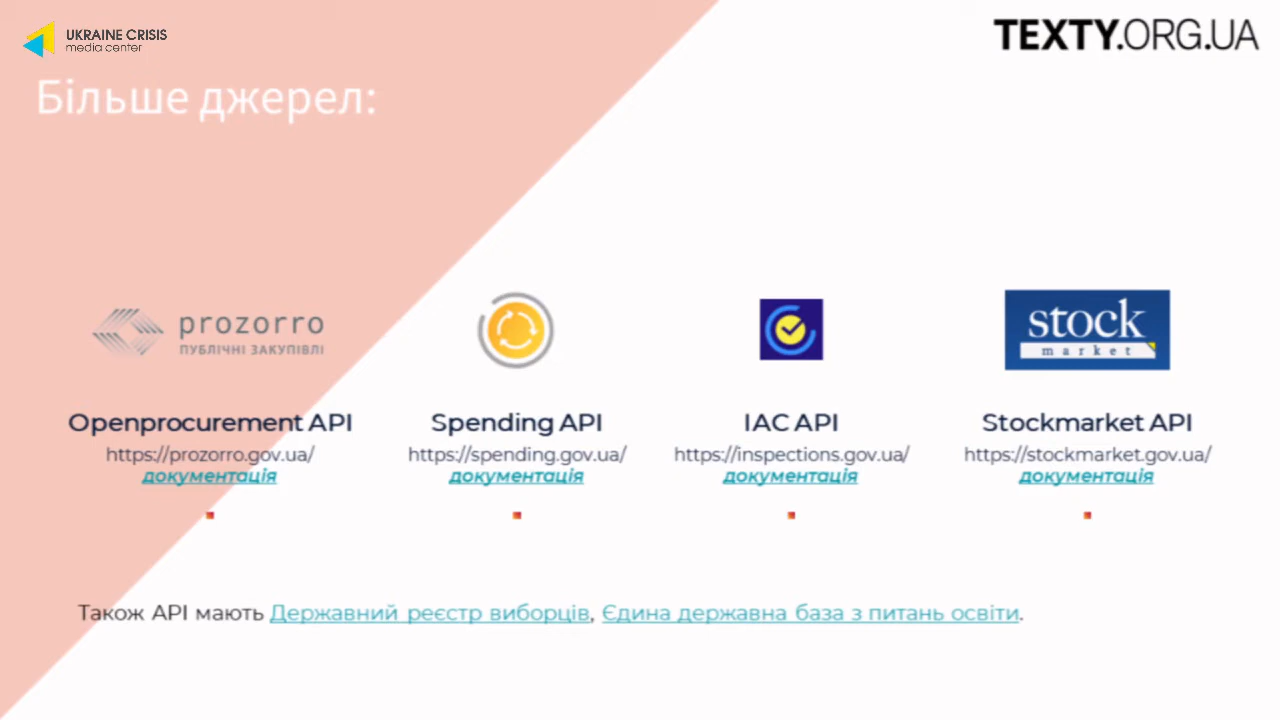 UKRAINE CRISIS
media center
TEXTY.ORG.UA
Більше джерел:
prozorro
ПУБЛІЧНІ ЗАКУПІВЛІ
stock
market
Openprocurement API
https://prozorro.gov.ua/
документація
Spending API
https://spending.gov.ua/
документація
IAC API
https://inspections.gov.ua/
документація
Stockmarket API
https://stockmarket.gov.ua/
документація
Також API мають Державний реєстр виборців, Єдина державна база з питань освіти.